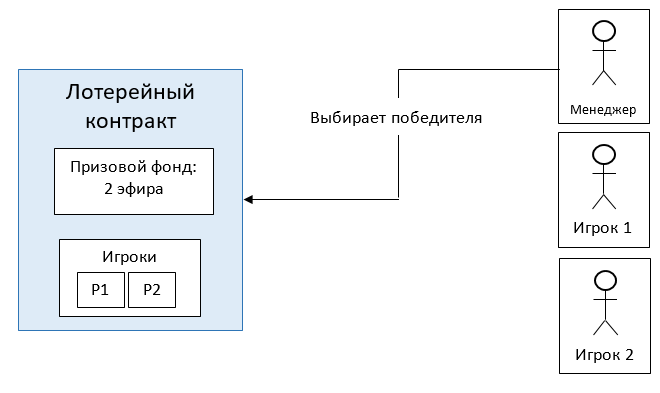 Лотерейный
контракт
Призовой фонд:
2 эфира
Игроки
P1 P2
Выбирает победителя
Менеджер
Игрок 1
Игрок 2